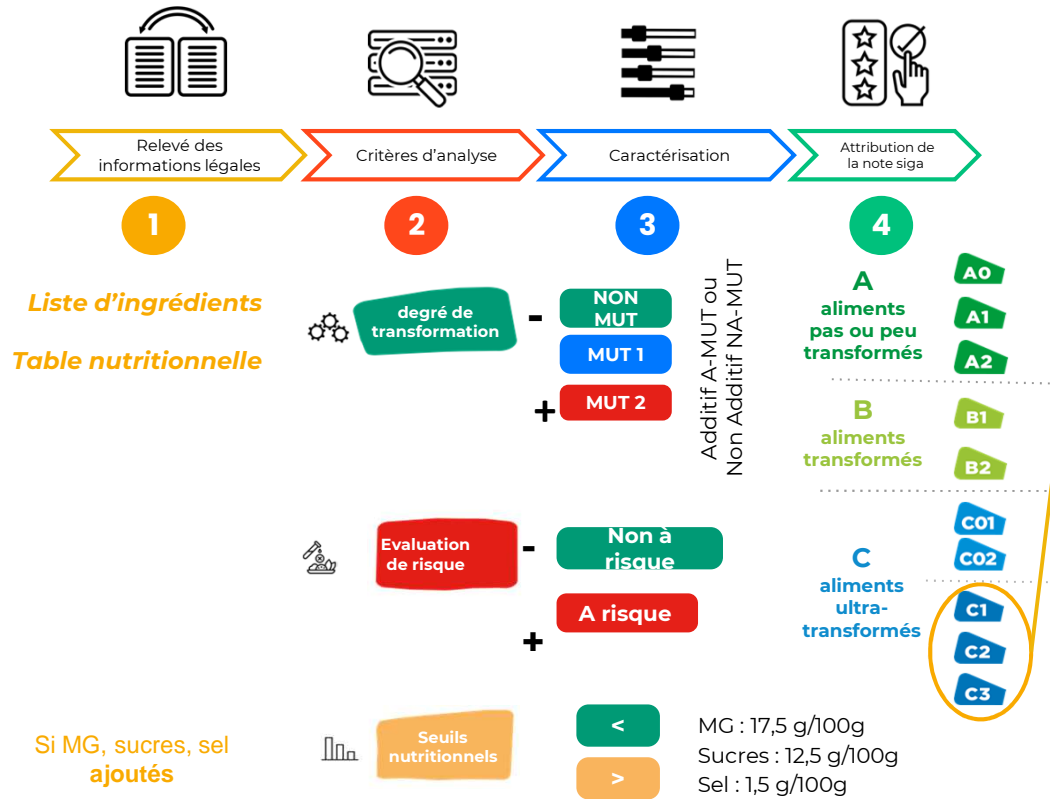 Relevé des
informations légales
Critères d'analyse
Caractérisation
Attribution de
la note siga
1
2
3
4
Liste d'ingrédients
Table nutritionnelle
degré de
transformation
-
NON
MUT
MUT 1
+
MUT 2
Additif A-MUT ou
Non Additif NA-MUT
A
aliments
pas ou peu
transformés
A0
A1
A2
B
aliments
transformés
B1
B2
Evaluation
de risque
-
Non à
risque
+
A risque
C
aliments
ultra-
transformés
C01
C02
C1
C2
C3
Si MG, sucres, sel
ajoutés
Seuils
nutritionnels
<
>
MG : 17,5 g/100g
Sucres : 12,5 g/100g
Sel : 1,5 g/100g